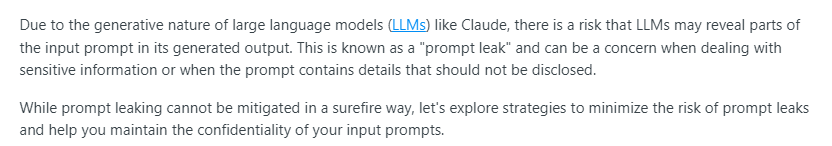 Due to the generative nature of large language models (LLMs) like Claude, there is a risk that LLMs may reveal parts of
the input prompt in its generated output. This is known as a "prompt leak" and can be a concern when dealing with
sensitive information or when the prompt contains details that should not be disclosed.
While prompt leaking cannot be mitigated in a surefire way, let's explore strategies to minimize the risk of prompt leaks
and help you maintain the confidentiality of your input prompts.